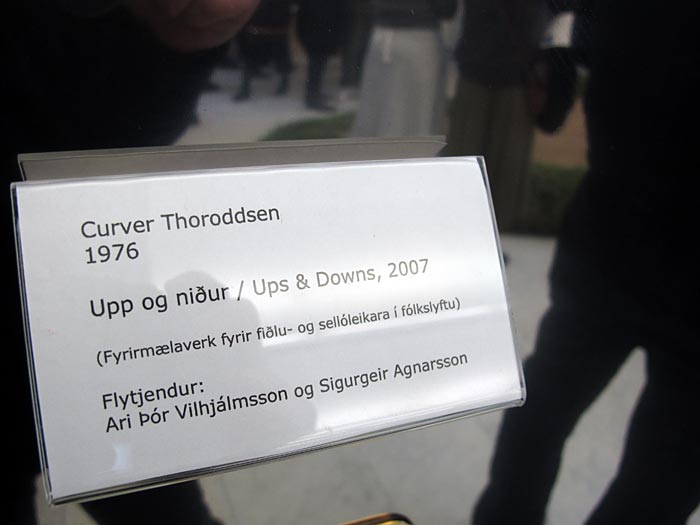 Curver Thoroddsen
1976
Upp og niður / Ups & Downs, 2007
(Fyrirmælaverk fyrir fiðlu- og sellóleikara í fólkslyftu)
Flytjendur:
Ari Þór Vilhjálmsson og Sigurgeir Agnarsson